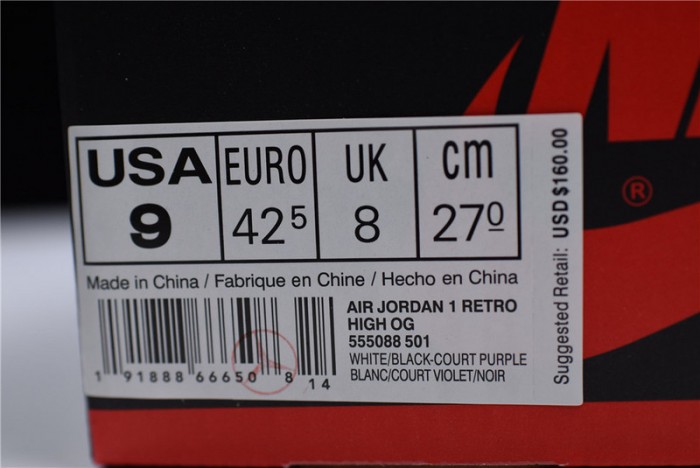 USA EURO UK cm
9 42⁵ 8 27⁰
Made in China / Fabrique en Chine / Hecho en China
AIR JORDAN 1 RETRO
HIGH OG
555088 501
WHITE/BLACK-COURT PURPLE
BLANC/COURT VIOLET/NOIR
1 91888 66650 8 14
Suggested Retail: USD $160.00
®